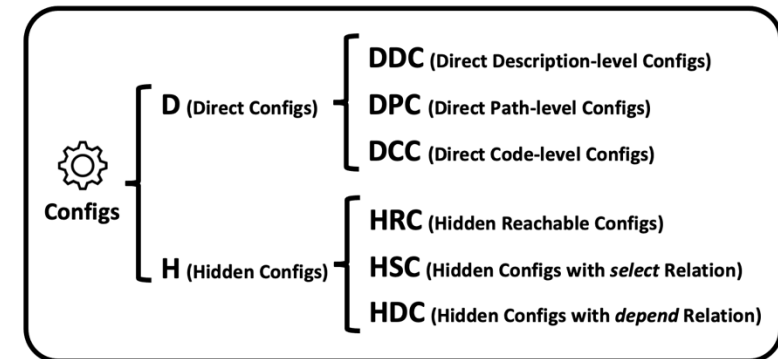 Configs
D (Direct Configs)
DDC (Direct Description-level Configs)
DPC (Direct Path-level Configs)
DCC (Direct Code-level Configs)
H (Hidden Configs)
HRC (Hidden Reachable Configs)
HSC (Hidden Configs with select Relation)
HDC (Hidden Configs with depend Relation)